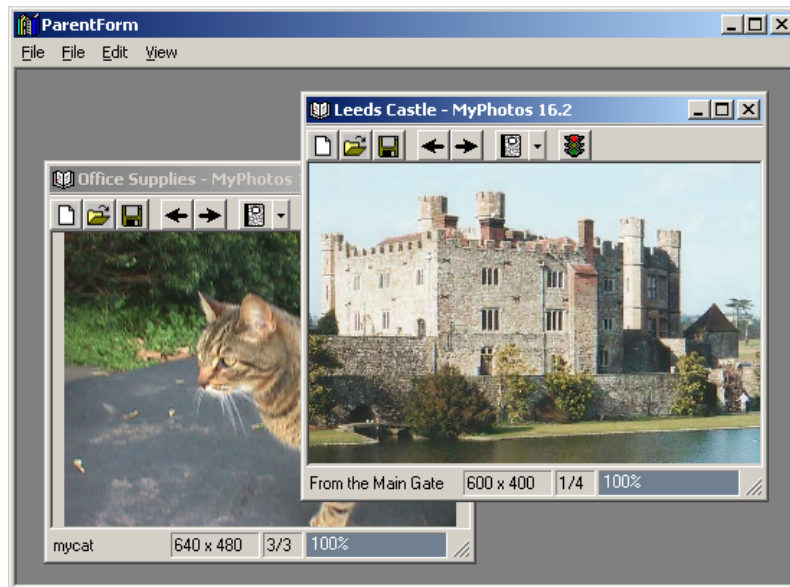 ParentForm
File File Edit View
Leeds Castle - MyPhotos 16.2
Office Supplies - MyPhotos
From the Main Gate 600 x 400 1/4 100%
mycat 640 x 480 3/3 100%